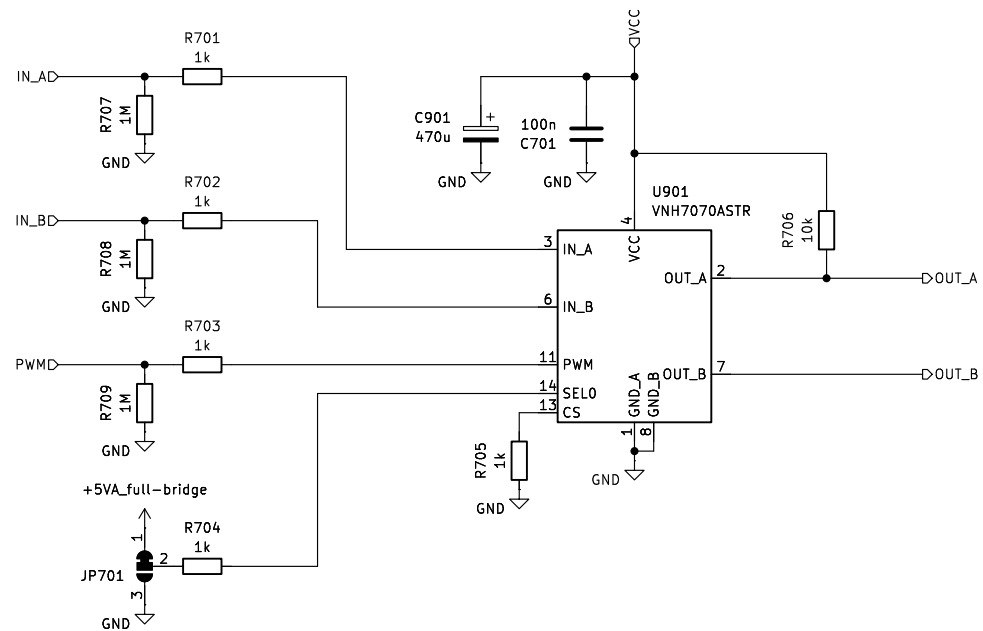 VCC
R701
1k
IN_A
R707
1M
GND
C901
470u
+
100n
C701
GND
GND
R702
1k
IN_B
R708
1M
GND
U901
VNH7070ASTR
R706
10k
4
VCC
3
IN_A
6
IN_B
11
PWM
14
SEL0
13
CS
OUT_A
2
OUT_A
OUT_B
7
OUT_B
GND_A
GND_B
1
8
GND
R703
1k
PWM
R709
1M
GND
R705
1k
GND
+5VA_full-bridge
R704
1k
1
2
JP701
3
GND